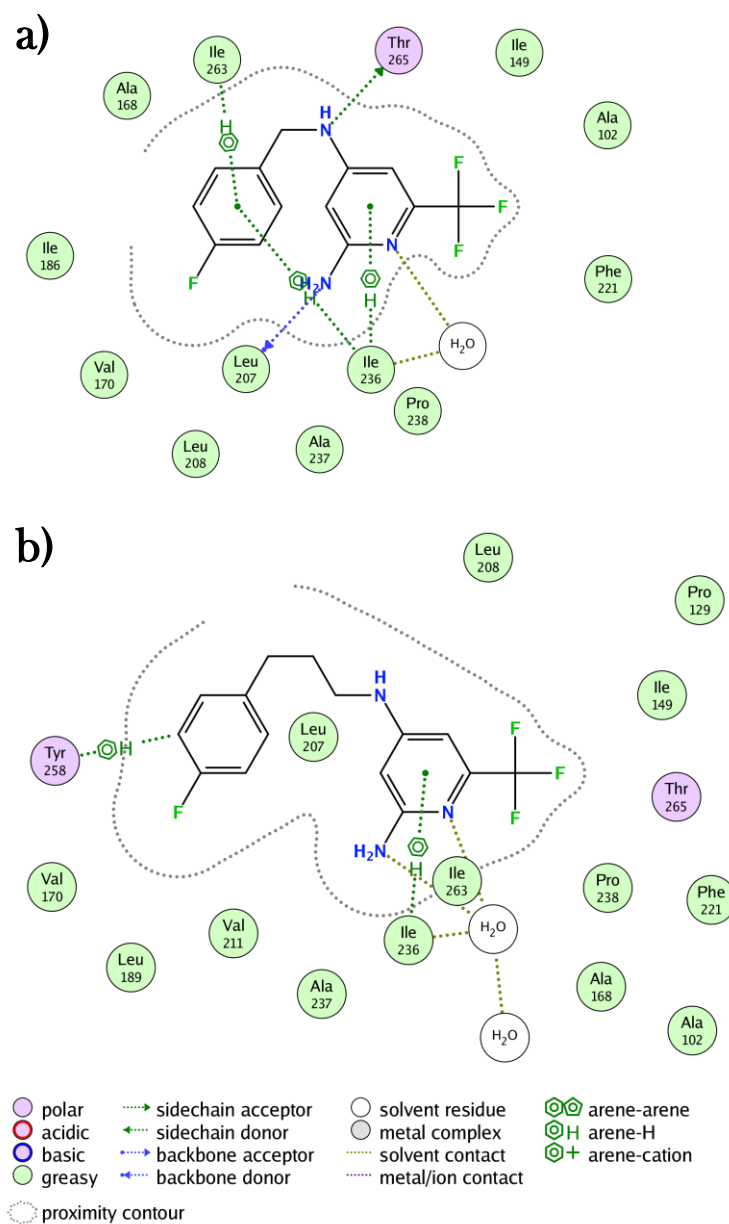 a)
Ile
263
Thr
265
Ile
149
Ala
168
Ala
102
H
H
N
F
F
F
Ile
186
N
H₂N
H
H
F
Phe
221
H₂O
Leu
207
Ile
236
Val
170
Pro
238
Leu
208
Ala
237
b)
Leu
208
Pro
129
H
N
Ile
149
Leu
207
Tyr
258
H
F
F
F
Thr
265
F
N
H₂N
H
Ile
263
Val
170
Pro
238
Phe
221
Val
211
Ile
236
H₂O
Leu
189
Ala
237
Ala
168
Ala
102
H₂O
polar sidechain acceptor solvent residue arene-arene
acidic sidechain donor metal complex H arene-H
basic backbone acceptor solvent contact + arene-cation
greasy backbone donor metal/ion contact
proximity contour